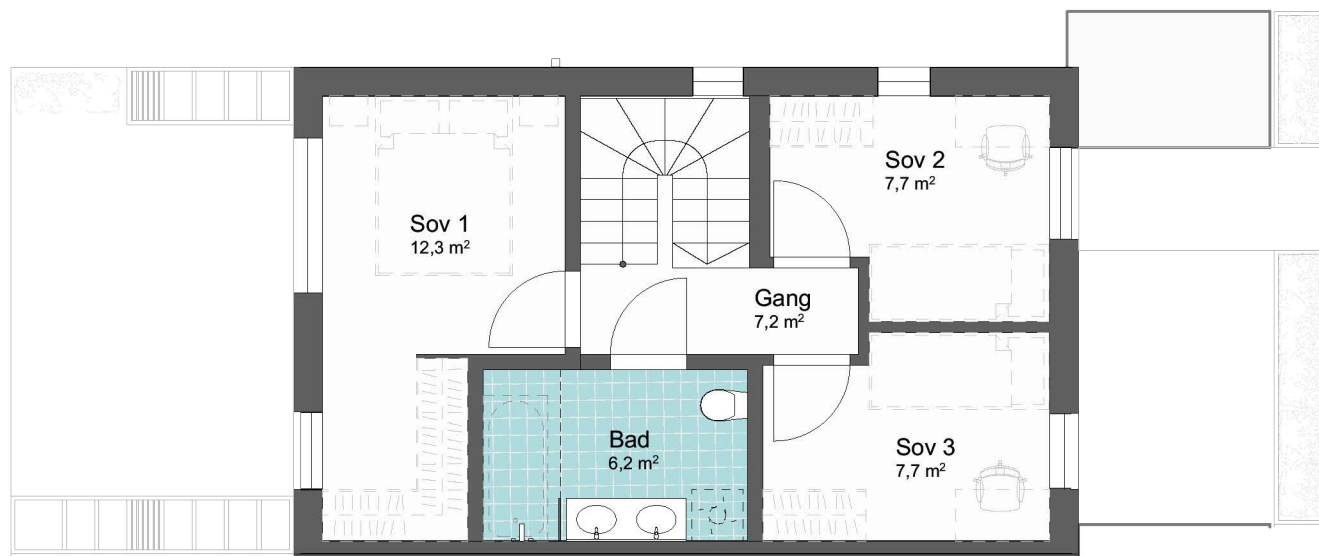 Sov 1
12,3 m²
Sov 2
7,7 m²
Gang
7,2 m²
Bad
6,2 m²
Sov 3
7,7 m²